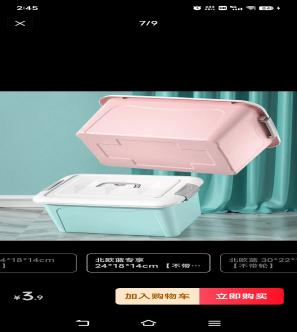 2:45
7/9
4*18*14cm
】
北欧蓝专享
24*18*14cm 【不带…
北欧蓝 30*22*
【不带轮】
¥3.9
加入购物车
立即购买